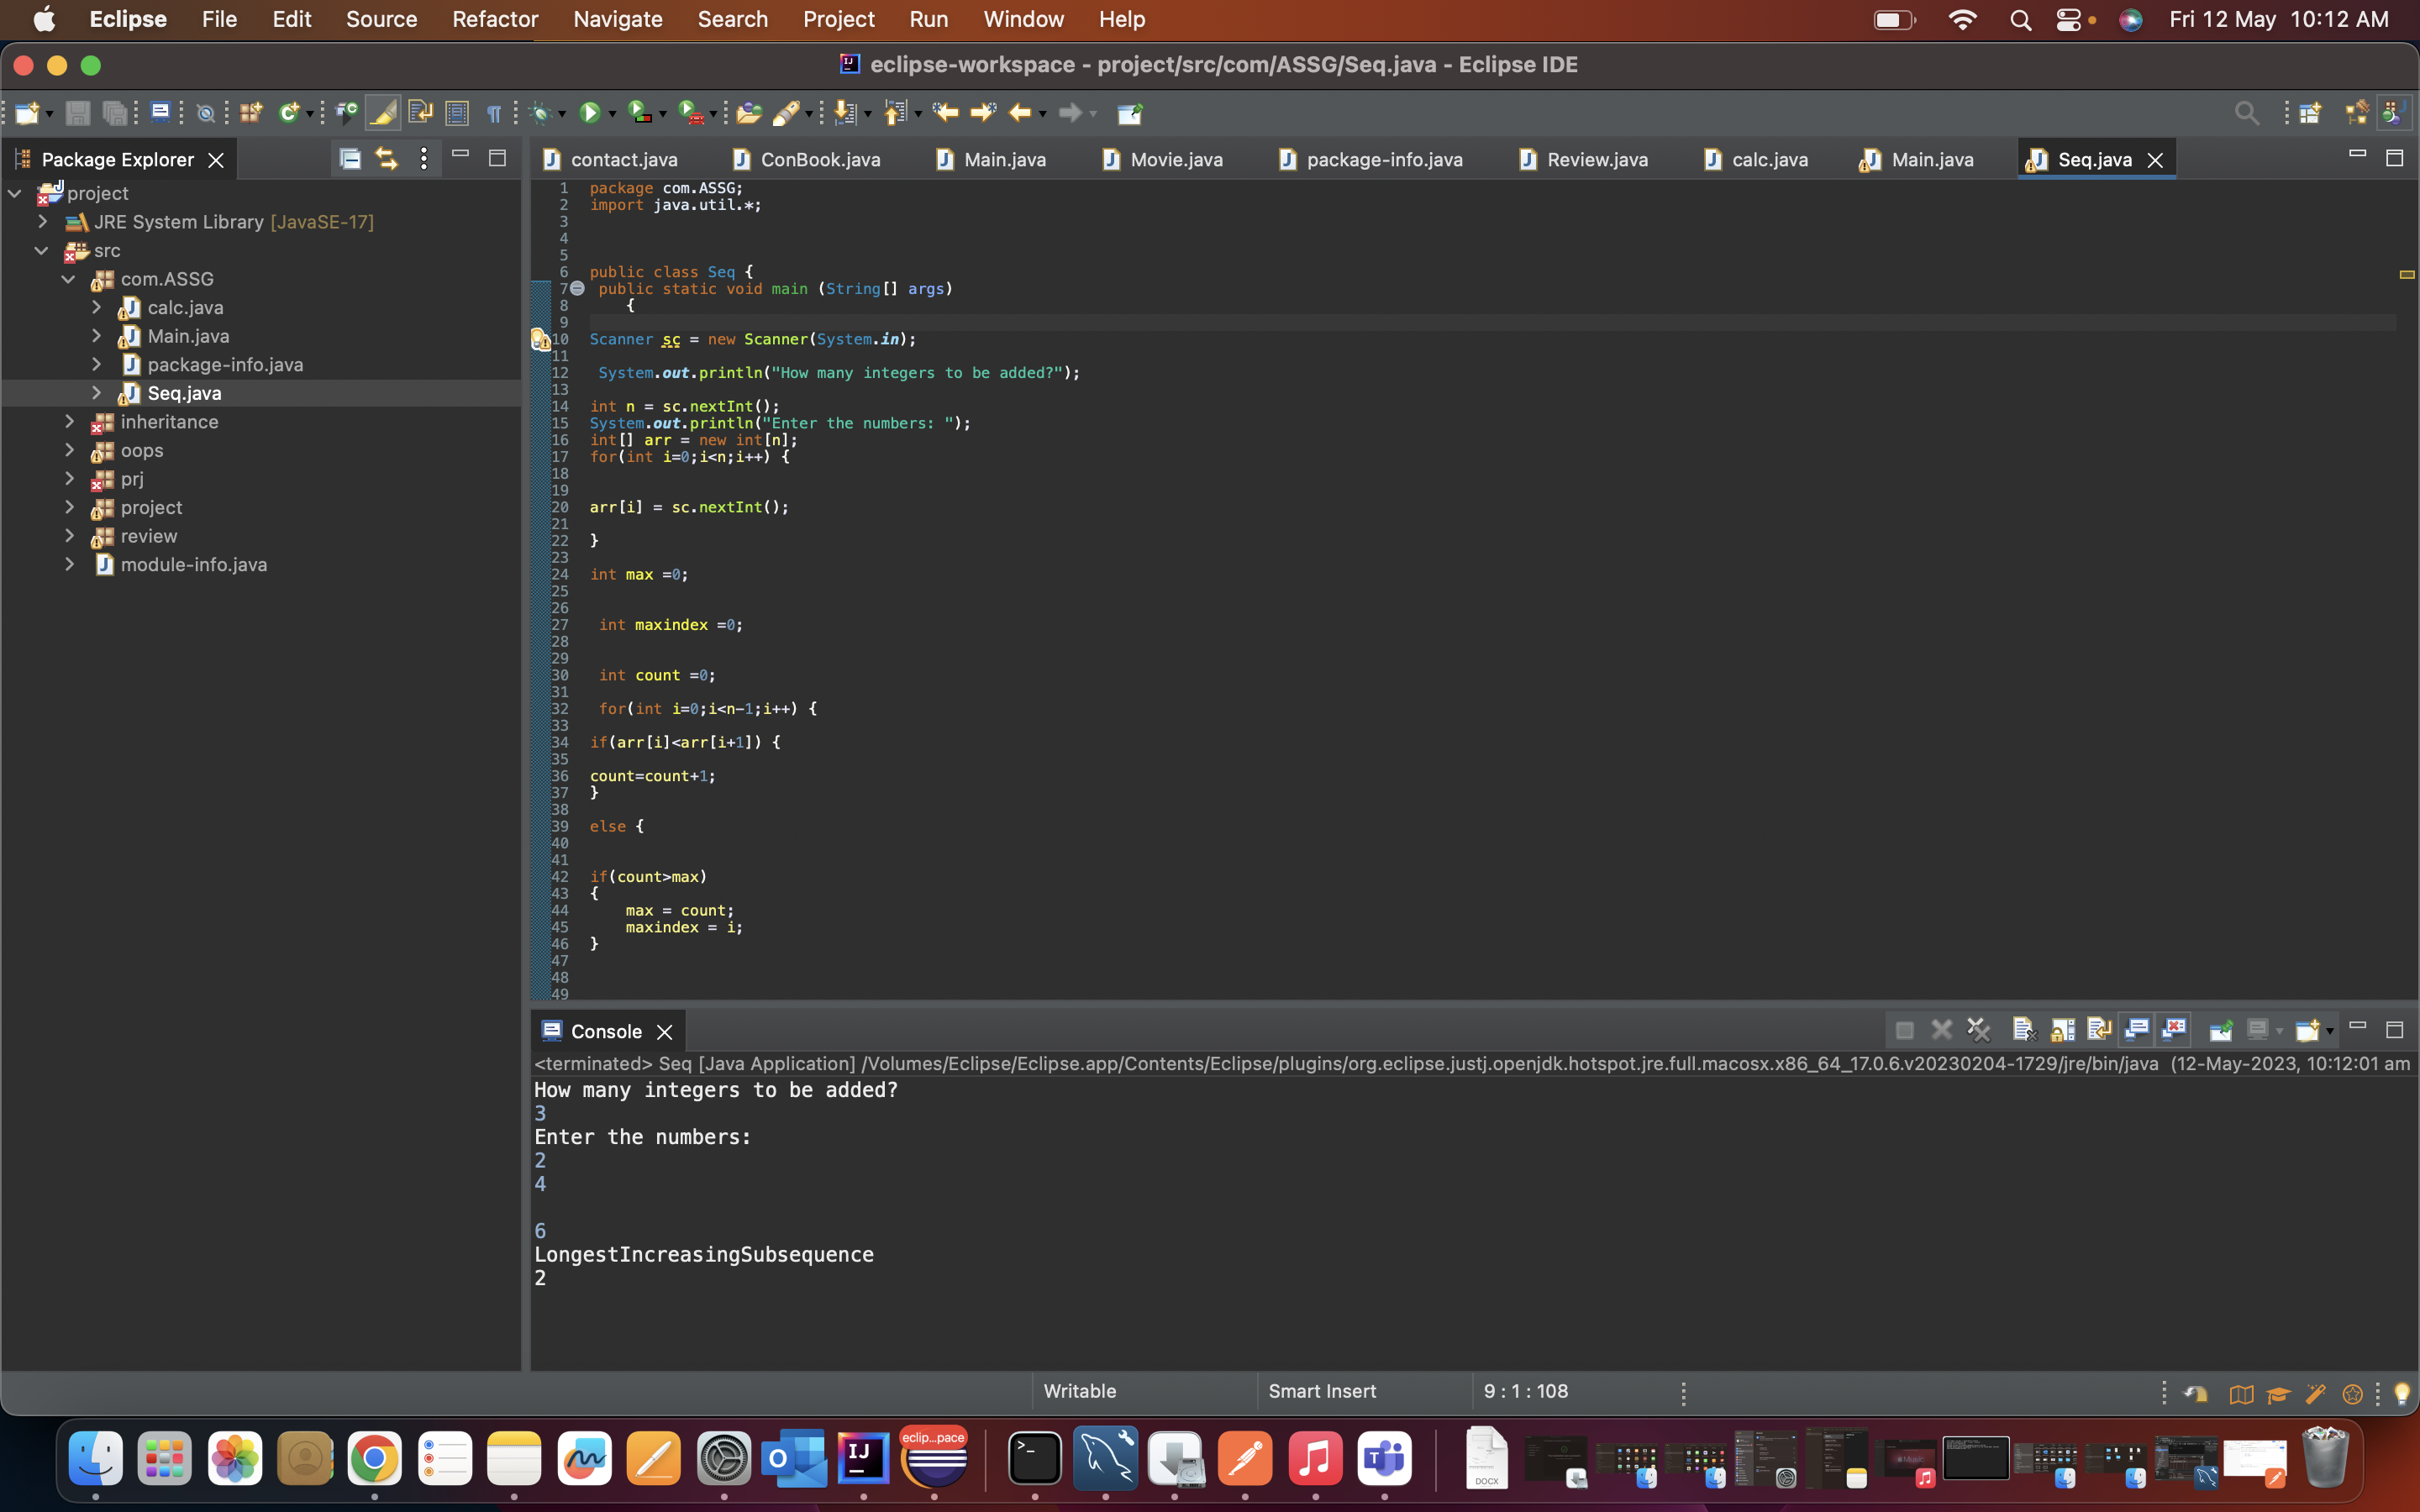 Eclipse File Edit Source Refactor Navigate Search Project Run Window Help Fri 12 May 10:12 AM
eclipse-workspace - project/src/com/ASSG/Seq.java - Eclipse IDE
Package Explorer
contact.java ConBook.java Main.java Movie.java package-info.java Review.java calc.java Main.java Seq.java
project
JRE System Library [JavaSE-17]
src
com.ASSG
calc.java
Main.java
package-info.java
Seq.java
inheritance
oops
prj
project
review
module-info.java
1 package com.ASSG;
2 import java.util.*;
3
4
5
6 public class Seq {
7 public static void main (String[] args)
8 {
9
10 Scanner sc = new Scanner(System.in);
11
12 System.out.println("How many integers to be added?");
13
14 int n = sc.nextInt();
15 System.out.println("Enter the numbers: ");
16 int[] arr = new int[n];
17 for(int i=0;i<n;i++) {
18
19
20 arr[i] = sc.nextInt();
21
22 }
23
24 int max =0;
25
26
27 int maxindex =0;
28
29
30 int count =0;
31
32 for(int i=0;i<n-1;i++) {
33
34 if(arr[i]<arr[i+1]) {
35
36 count=count+1;
37 }
38
39 else {
40
41
42 if(count>max)
43 {
44 max = count;
45 maxindex = i;
46 }
47
48
49
Console
<terminated> Seq [Java Application] /Volumes/Eclipse/Eclipse.app/Contents/Eclipse/plugins/org.eclipse.justj.openjdk.hotspot.jre.full.macosx.x86_64_17.0.6.v20230204-1729/jre/bin/java (12-May-2023, 10:12:01 am
How many integers to be added?
3
Enter the numbers:
2
4
6
LongestIncreasingSubsequence
2
Writable Smart Insert 9 : 1 : 108
eclip...pace
IJ
DOCX